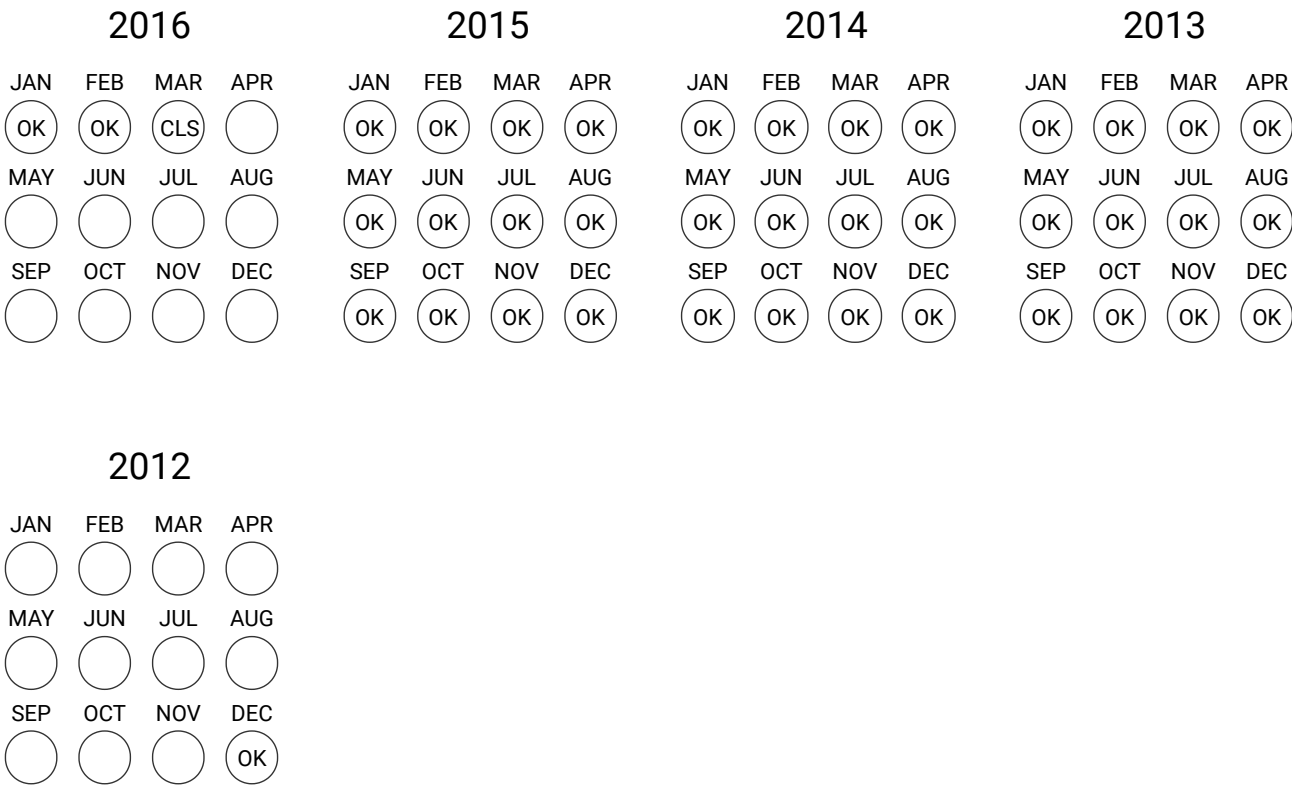 2016 2015 2014 2013
JAN FEB MAR APR JAN FEB MAR APR JAN FEB MAR APR JAN FEB MAR APR
OK OK CLS OK OK OK OK OK OK OK OK OK OK OK OK
MAY JUN JUL AUG MAY JUN JUL AUG MAY JUN JUL AUG MAY JUN JUL AUG
OK OK OK OK OK OK OK OK OK OK OK OK
SEP OCT NOV DEC SEP OCT NOV DEC SEP OCT NOV DEC SEP OCT NOV DEC
OK OK OK OK OK OK OK OK OK OK OK OK
2012
JAN FEB MAR APR
MAY JUN JUL AUG
SEP OCT NOV DEC
OK